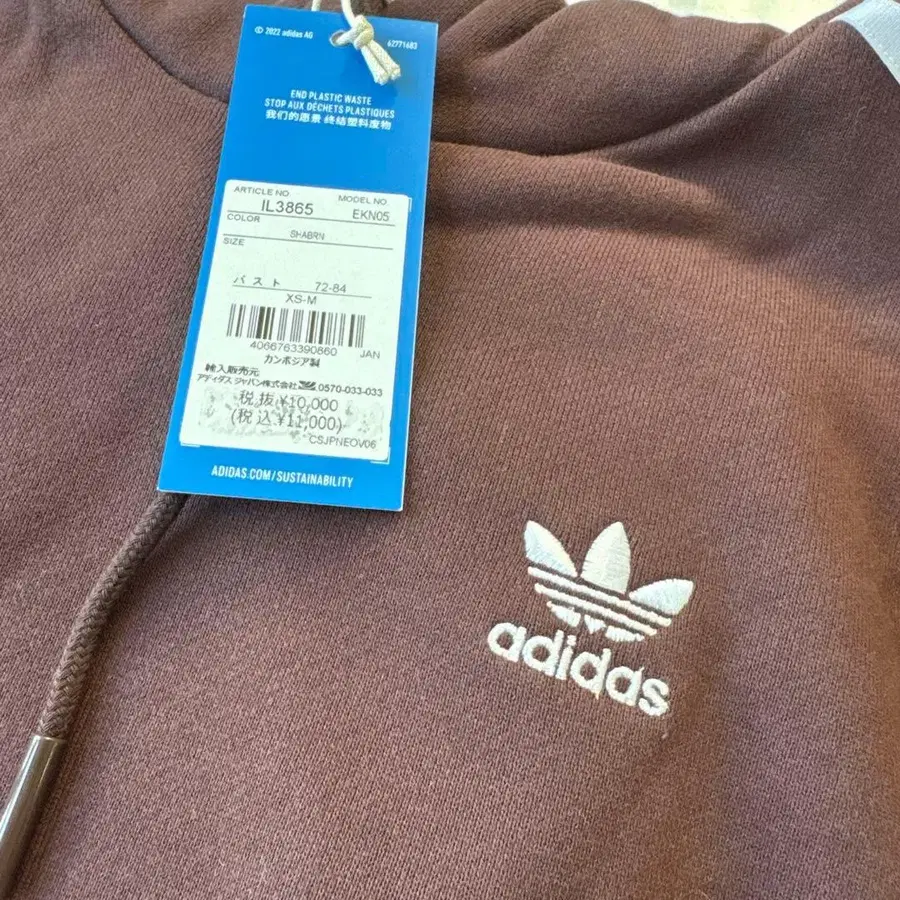 © 2022 adidas AG
62771683
END PLASTIC WASTE
STOP AUX DÉCHETS PLASTIQUES
我们的愿景 终结塑料废物
ARTICLE NO.
MODEL NO.
IL3865
EKN05
COLOR
SHABRN
SIZE
バスト 72-84
XS-M
4066763390860 JAN
カンボジア製
輸入販売元
アディダス ジャパン株式会社 0570-033-033
税抜 ¥10,000
(税込 ¥11,000)
CSJPNEOV06
ADIDAS.COM/SUSTAINABILITY
adidas